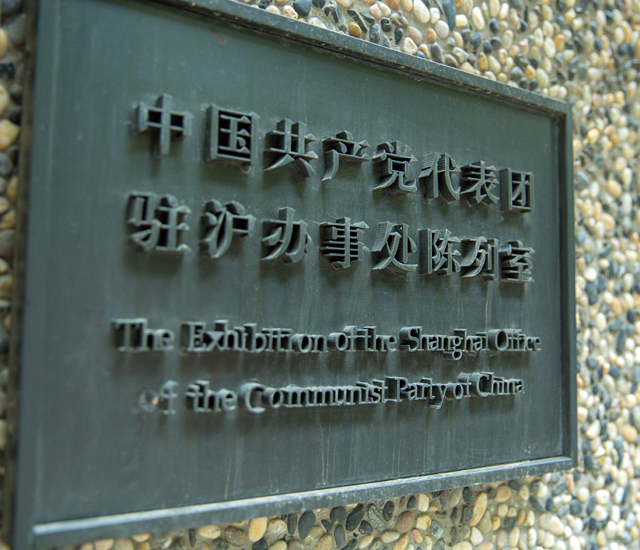 中国共产党代表团
驻沪办事处陈列室
The Exhibition of the Shanghai Office
of the Communist Party of China